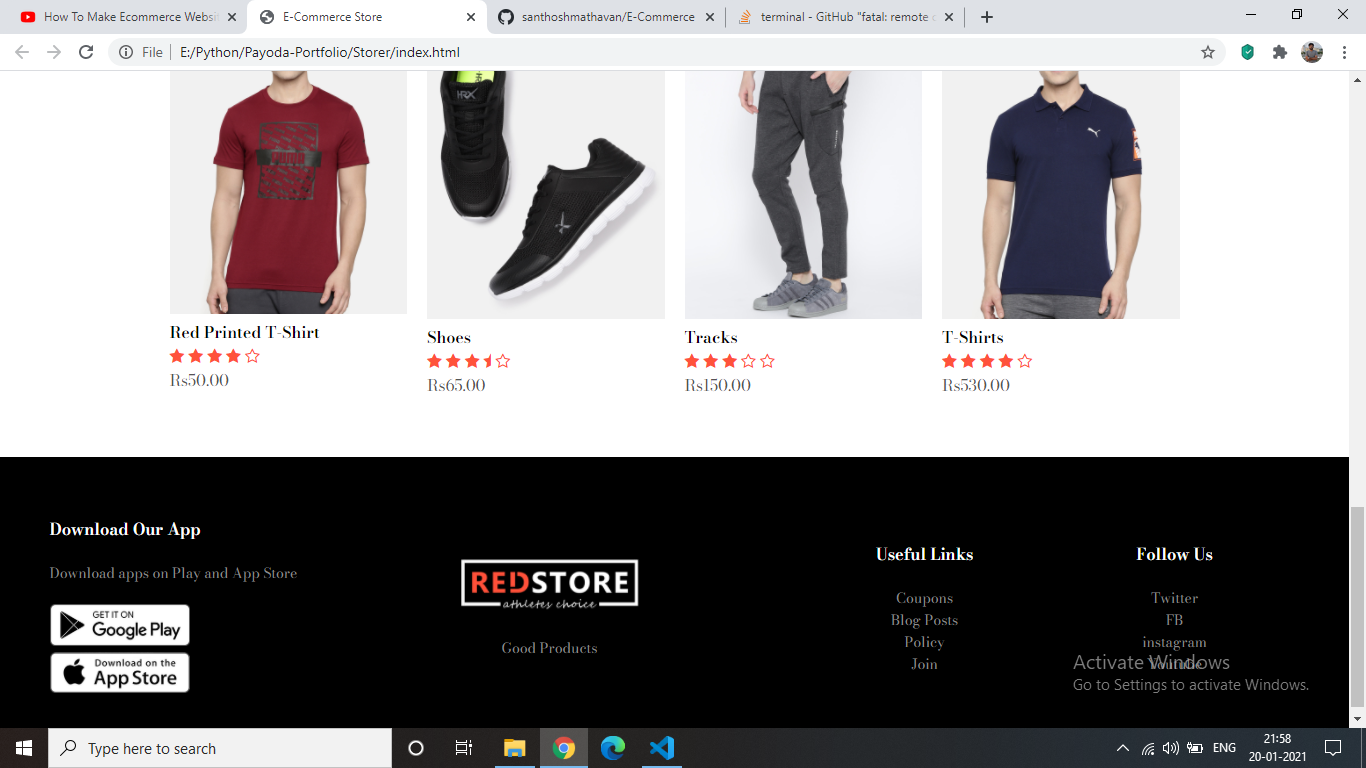 How To Make Ecommerce Websi
E-Commerce Store
santhoshmathavan/E-Commerce
terminal - GitHub "fatal: remote
File
E:/Python/Payoda-Portfolio/Storer/index.html
HRX
PUMA
Red Printed T-Shirt
Rs50.00
Shoes
Rs65.00
Tracks
Rs150.00
T-Shirts
Rs530.00
Download Our App
Download apps on Play and App Store
GET IT ON
Google Play
Download on the
App Store
REDSTORE
athletes choice
Good Products
Useful Links
Coupons
Blog Posts
Policy
Join
Follow Us
Twitter
FB
instagram
Youtube
Activate Windows
Go to Settings to activate Windows.
Type here to search
ENG
21:58
20-01-2021